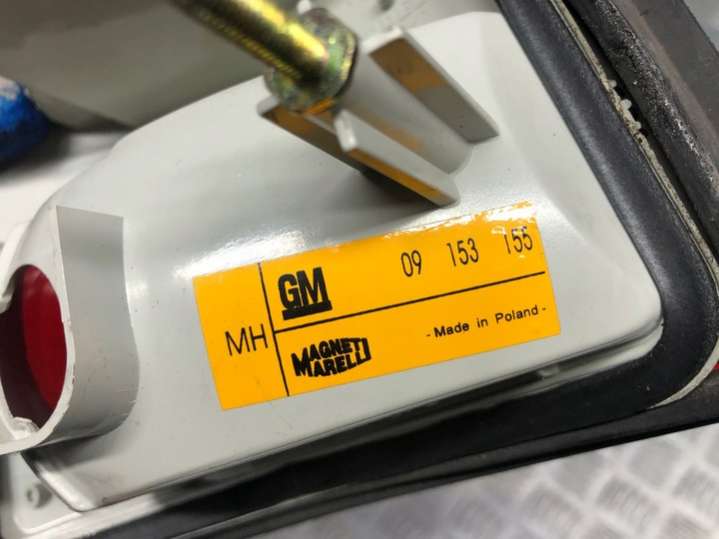 MH
GM 09 153 155
MAGNETI MARELLI
- Made in Poland -